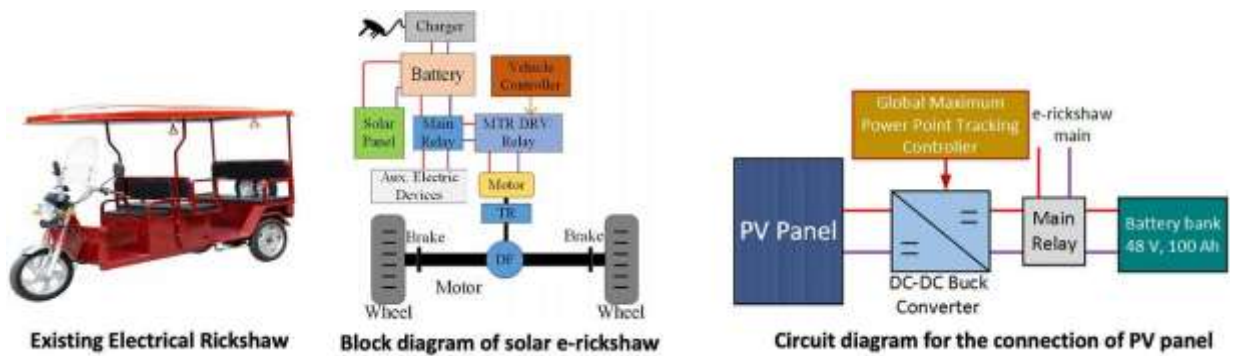 Charger
Battery
Vehicle
Controller
Solar
Panel
Main
Relay
MTR DRV
Relay
Aux. Electric
Devices
Motor
TR
Brake
Brake
DF
Motor
Wheel
Wheel
Global Maximum
Power Point Tracking
Controller
e-rickshaw
main
PV Panel
Main
Relay
Battery bank
48 V, 100 Ah
DC-DC Buck
Converter
Existing Electrical Rickshaw
Block diagram of solar e-rickshaw
Circuit diagram for the connection of PV panel